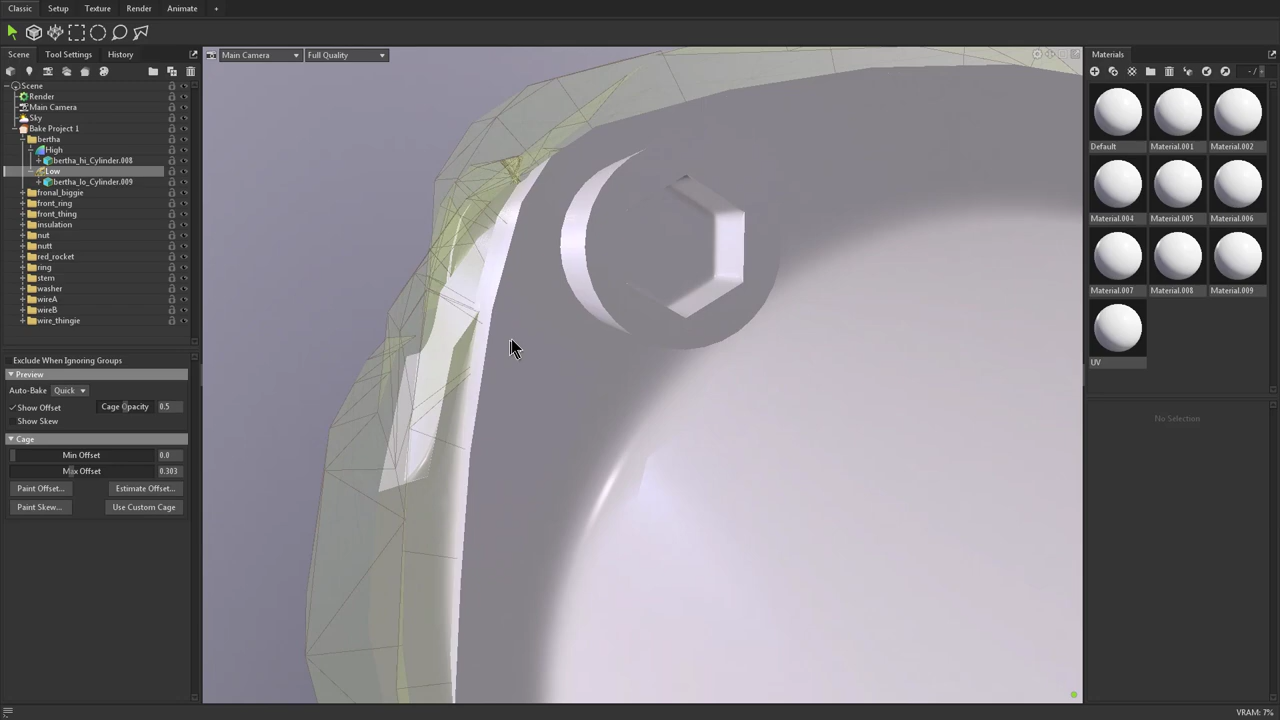 Classic Setup Texture Render Animate +
Scene Tool Settings History
Main Camera Full Quality
Materials
- /
Scene
Render
Main Camera
Sky
Bake Project 1
bertha
High
bertha_hi_Cylinder.008
Low
bertha_lo_Cylinder.009
fronal_biggie
front_ring
front_thing
insulation
nut
nutt
red_rocket
ring
stem
washer
wireA
wireB
wire_thingie
Exclude When Ignoring Groups
Preview
Auto-Bake Quick
Show Offset Cage Opacity 0.5
Show Skew
Cage
Min Offset 0.0
Max Offset 0.303
Paint Offset... Estimate Offset...
Paint Skew... Use Custom Cage
Default Material.001 Material.002
Material.004 Material.005 Material.006
Material.007 Material.008 Material.009
UV
No Selection
VRAM: 7%